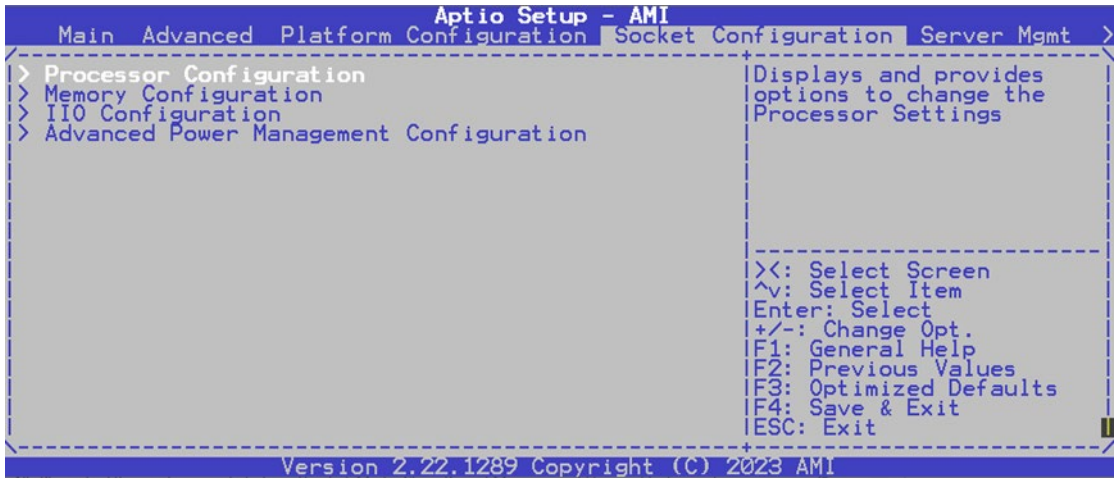 Aptio Setup - AMI
Main Advanced Platform Configuration Socket Configuration Server Mgmt >
> Processor Configuration
> Memory Configuration
> IIO Configuration
> Advanced Power Management Configuration
Displays and provides
options to change the
Processor Settings
><: Select Screen
^v: Select Item
Enter: Select
+/-: Change Opt.
F1: General Help
F2: Previous Values
F3: Optimized Defaults
F4: Save & Exit
ESC: Exit
Version 2.22.1289 Copyright (C) 2023 AMI